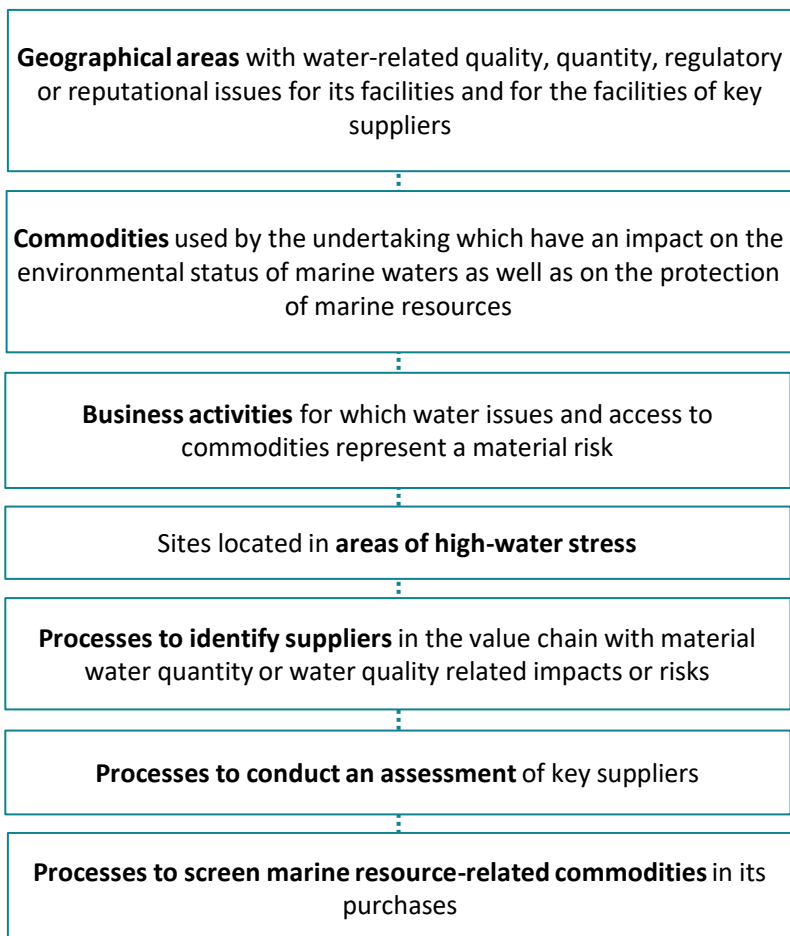 Geographical areas with water-related quality, quantity, regulatory
or reputational issues for its facilities and for the facilities of key
suppliers
Commodities used by the undertaking which have an impact on the
environmental status of marine waters as well as on the protection
of marine resources
Business activities for which water issues and access to
commodities represent a material risk
Sites located in areas of high-water stress
Processes to identify suppliers in the value chain with material
water quantity or water quality related impacts or risks
Processes to conduct an assessment of key suppliers
Processes to screen marine resource-related commodities in its
purchases